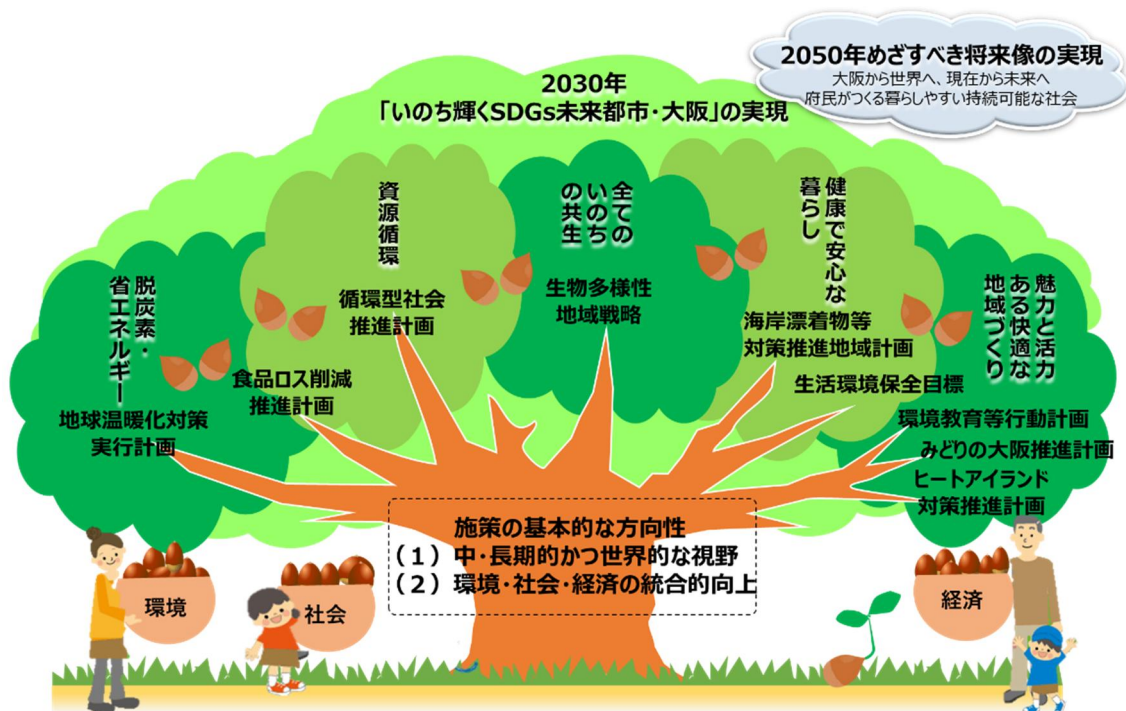 2050年めざすべき将来像の実現
大阪から世界へ、現在から未来へ
府民がつくる暮らしやすい持続可能な社会
2030年
「いのち輝くSDGs未来都市・大阪」の実現
脱炭素・
省エネルギー
地球温暖化対策
実行計画
資源循環
循環型社会
推進計画
食品ロス削減
推進計画
全ての
いのち
の共生
生物多様性
地域戦略
健康で安心な
暮らし
海岸漂着物等
対策推進地域計画
生活環境保全目標
魅力と活力
ある快適な
地域づくり
環境教育等行動計画
みどりの大阪推進計画
ヒートアイランド
対策推進計画
施策の基本的な方向性
（１）中・長期的かつ世界的な視野
（２）環境・社会・経済の統合的向上
環境
社会
経済